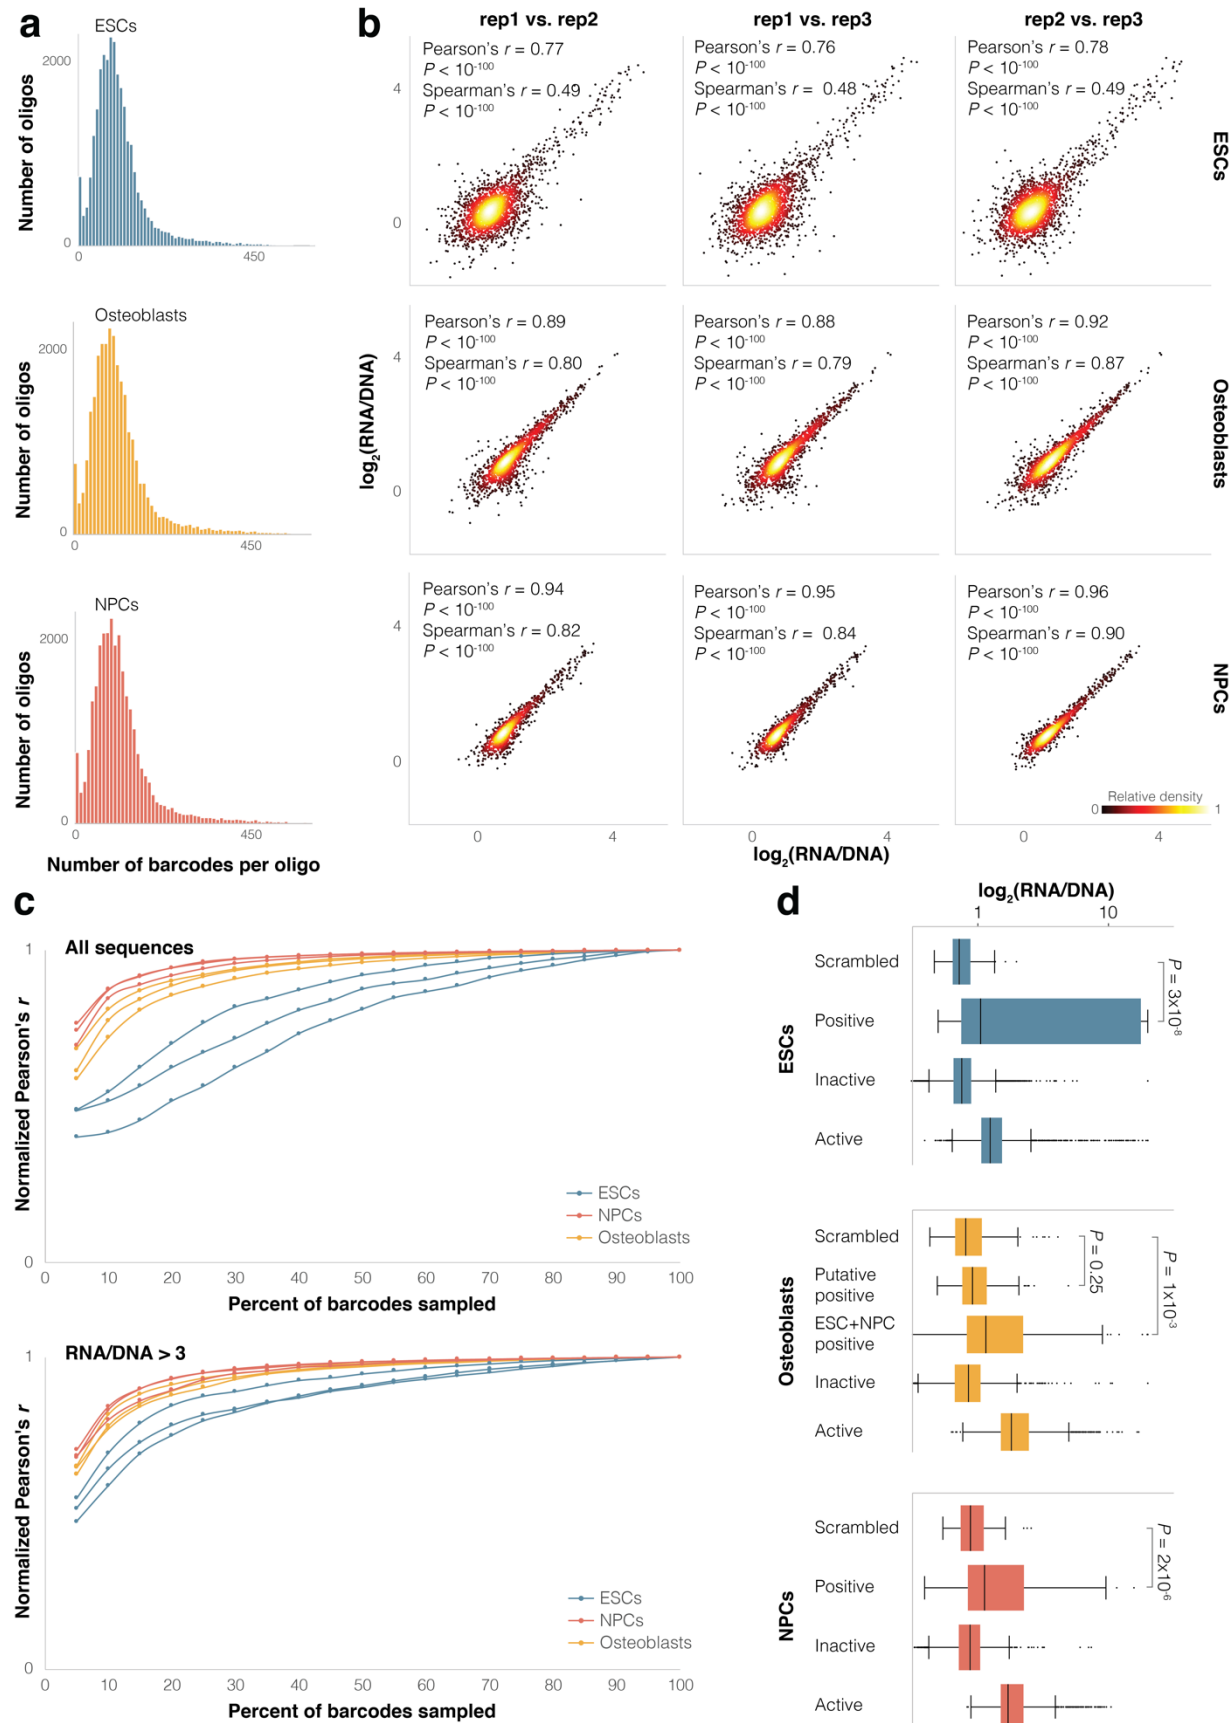 a
ESCs
Number of oligos
2000
0
0
450
Osteoblasts
Number of oligos
2000
0
0
450
NPCs
Number of oligos
2000
0
0
450
Number of barcodes per oligo
b
rep1 vs. rep2
rep1 vs. rep3
rep2 vs. rep3
Pearson's r = 0.77
P < 10⁻¹⁰⁰
Spearman's r = 0.49
P < 10⁻¹⁰⁰
Pearson's r = 0.76
P < 10⁻¹⁰⁰
Spearman's r = 0.48
P < 10⁻¹⁰⁰
Pearson's r = 0.78
P < 10⁻¹⁰⁰
Spearman's r = 0.49
P < 10⁻¹⁰⁰
4
0
ESCs
Pearson's r = 0.89
P < 10⁻¹⁰⁰
Spearman's r = 0.80
P < 10⁻¹⁰⁰
Pearson's r = 0.88
P < 10⁻¹⁰⁰
Spearman's r = 0.79
P < 10⁻¹⁰⁰
Pearson's r = 0.92
P < 10⁻¹⁰⁰
Spearman's r = 0.87
P < 10⁻¹⁰⁰
log₂(RNA/DNA)
4
0
Osteoblasts
Pearson's r = 0.94
P < 10⁻¹⁰⁰
Spearman's r = 0.82
P < 10⁻¹⁰⁰
Pearson's r = 0.95
P < 10⁻¹⁰⁰
Spearman's r = 0.84
P < 10⁻¹⁰⁰
Pearson's r = 0.96
P < 10⁻¹⁰⁰
Spearman's r = 0.90
P < 10⁻¹⁰⁰
4
0
NPCs
Relative density
0
1
0
4
0
4
0
4
log₂(RNA/DNA)
c
All sequences
Normalized Pearson's r
1
0
ESCs
NPCs
Osteoblasts
0
10
20
30
40
50
60
70
80
90
100
Percent of barcodes sampled
RNA/DNA > 3
Normalized Pearson's r
1
0
ESCs
NPCs
Osteoblasts
0
10
20
30
40
50
60
70
80
90
100
Percent of barcodes sampled
d
log₂(RNA/DNA)
1
10
ESCs
Scrambled
Positive
Inactive
Active
P = 3x10⁻⁸
Osteoblasts
Scrambled
Putative
positive
ESC+NPC
positive
Inactive
Active
P = 0.25
P = 1x10⁻³
NPCs
Scrambled
Positive
Inactive
Active
P = 2x10⁻⁶